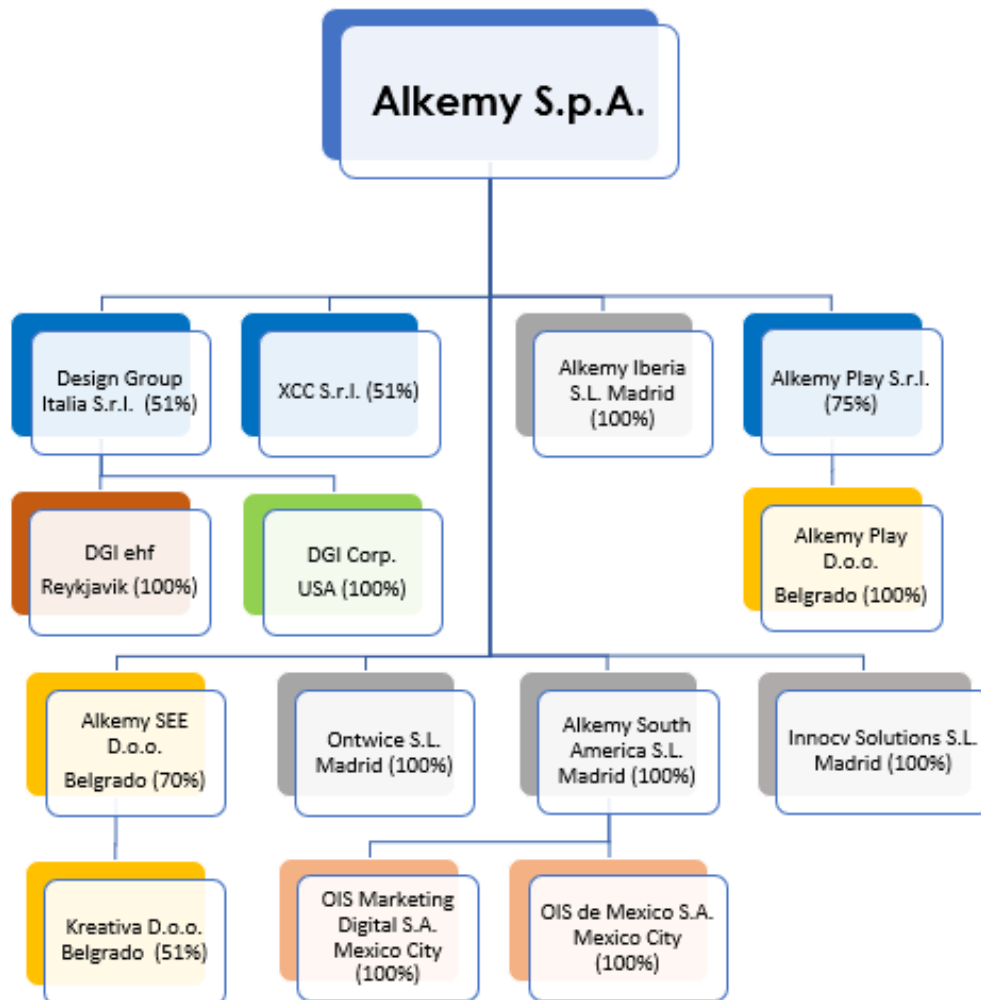 Alkemy S.p.A.
Design Group
Italia S.r.l. (51%)
XCC S.r.l. (51%)
Alkemy Iberia
S.L. Madrid
(100%)
Alkemy Play S.r.l.
(75%)
DGI ehf
Reykjavik (100%)
DGI Corp.
USA (100%)
Alkemy Play
D.o.o.
Belgrado (100%)
Alkemy SEE
D.o.o.
Belgrado (70%)
Ontwice S.L.
Madrid (100%)
Alkemy South
America S.L.
Madrid (100%)
Innocv Solutions S.L.
Madrid (100%)
Kreativa D.o.o.
Belgrado (51%)
OIS Marketing
Digital S.A.
Mexico City
(100%)
OIS de Mexico S.A.
Mexico City
(100%)